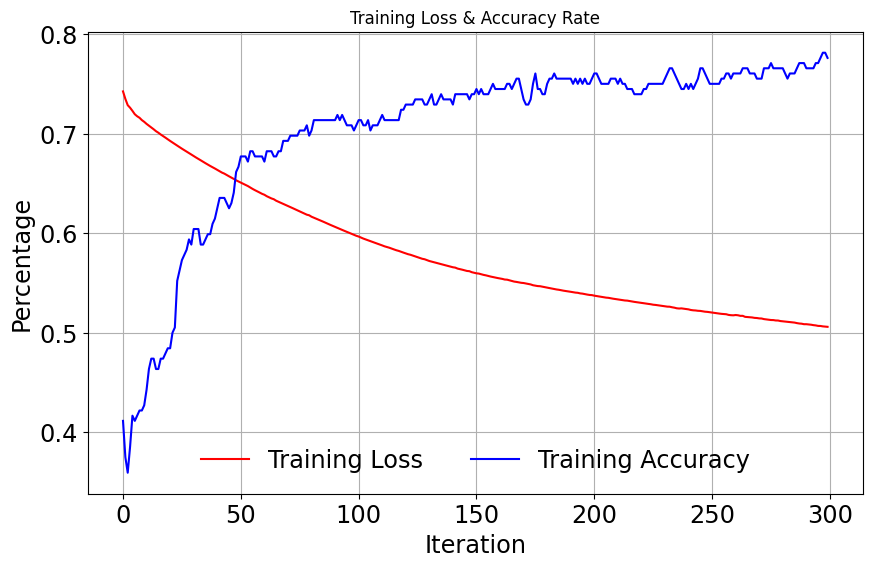 Training Loss & Accuracy Rate
0.8
0.7
0.6
0.5
0.4
Percentage
Training Loss
Training Accuracy
0 50 100 150 200 250 300
Iteration